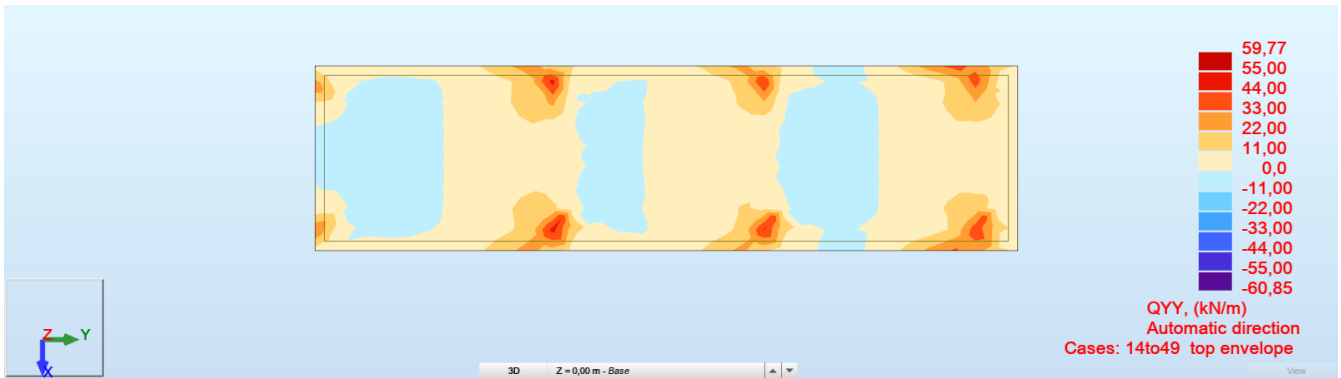 59,77
55,00
44,00
33,00
22,00
11,00
0,0
-11,00
-22,00
-33,00
-44,00
-55,00
-60,85
QYY, (kN/m)
Automatic direction
Cases: 14to49 top envelope
Z Y
X
3D Z = 0,00 m - Base
View